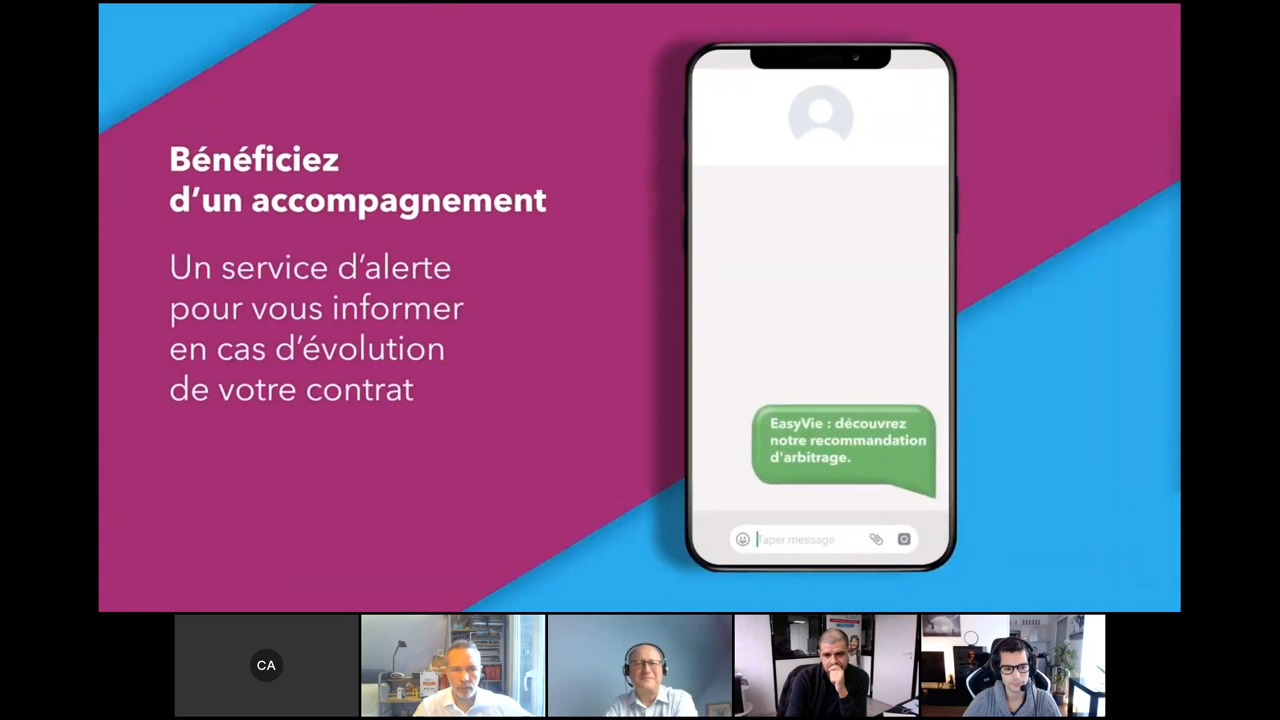 Bénéficiez
d’un accompagnement
Un service d’alerte
pour vous informer
en cas d’évolution
de votre contrat
EasyVie : découvrez
notre recommandation
d'arbitrage.
Taper message
CA